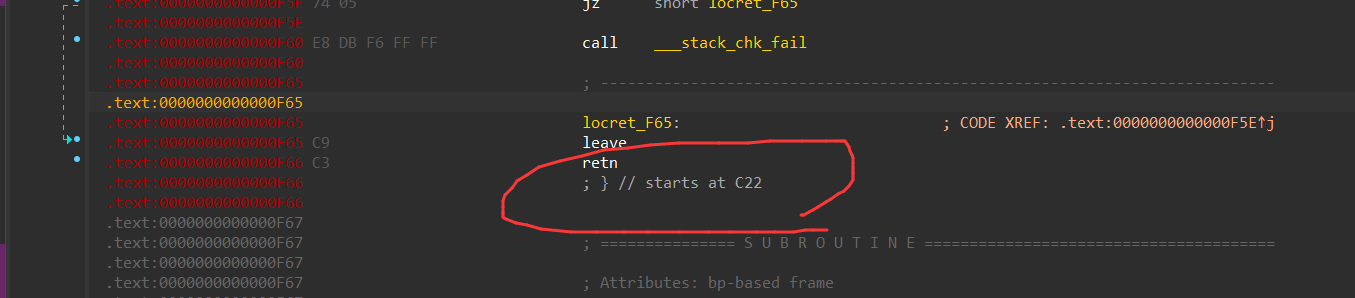 .text:0000000000000F5E 74 05 jz short locret_F65
.text:0000000000000F5E
.text:0000000000000F60 E8 DB F6 FF FF call ___stack_chk_fail
.text:0000000000000F60
.text:0000000000000F65 ; ---------------------------------------------------------------------------
.text:0000000000000F65
.text:0000000000000F65 locret_F65: ; CODE XREF: .text:0000000000000F5E↑j
.text:0000000000000F65 C9 leave
.text:0000000000000F66 C3 retn
.text:0000000000000F66 ; } // starts at C22
.text:0000000000000F66
.text:0000000000000F67
.text:0000000000000F67 ; =============== S U B R O U T I N E =======================================
.text:0000000000000F67
.text:0000000000000F67 ; Attributes: bp-based frame